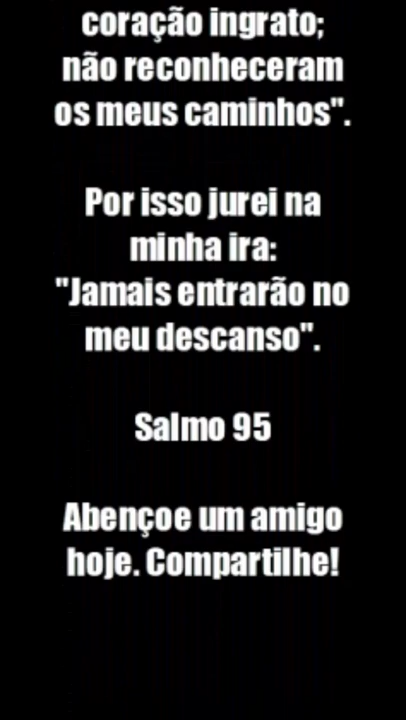 coração ingrato;
não reconheceram
os meus caminhos".
Por isso jurei na
minha ira:
"Jamais entrarão no
meu descanso".
Salmo 95
Abençoe um amigo
hoje. Compartilhe!